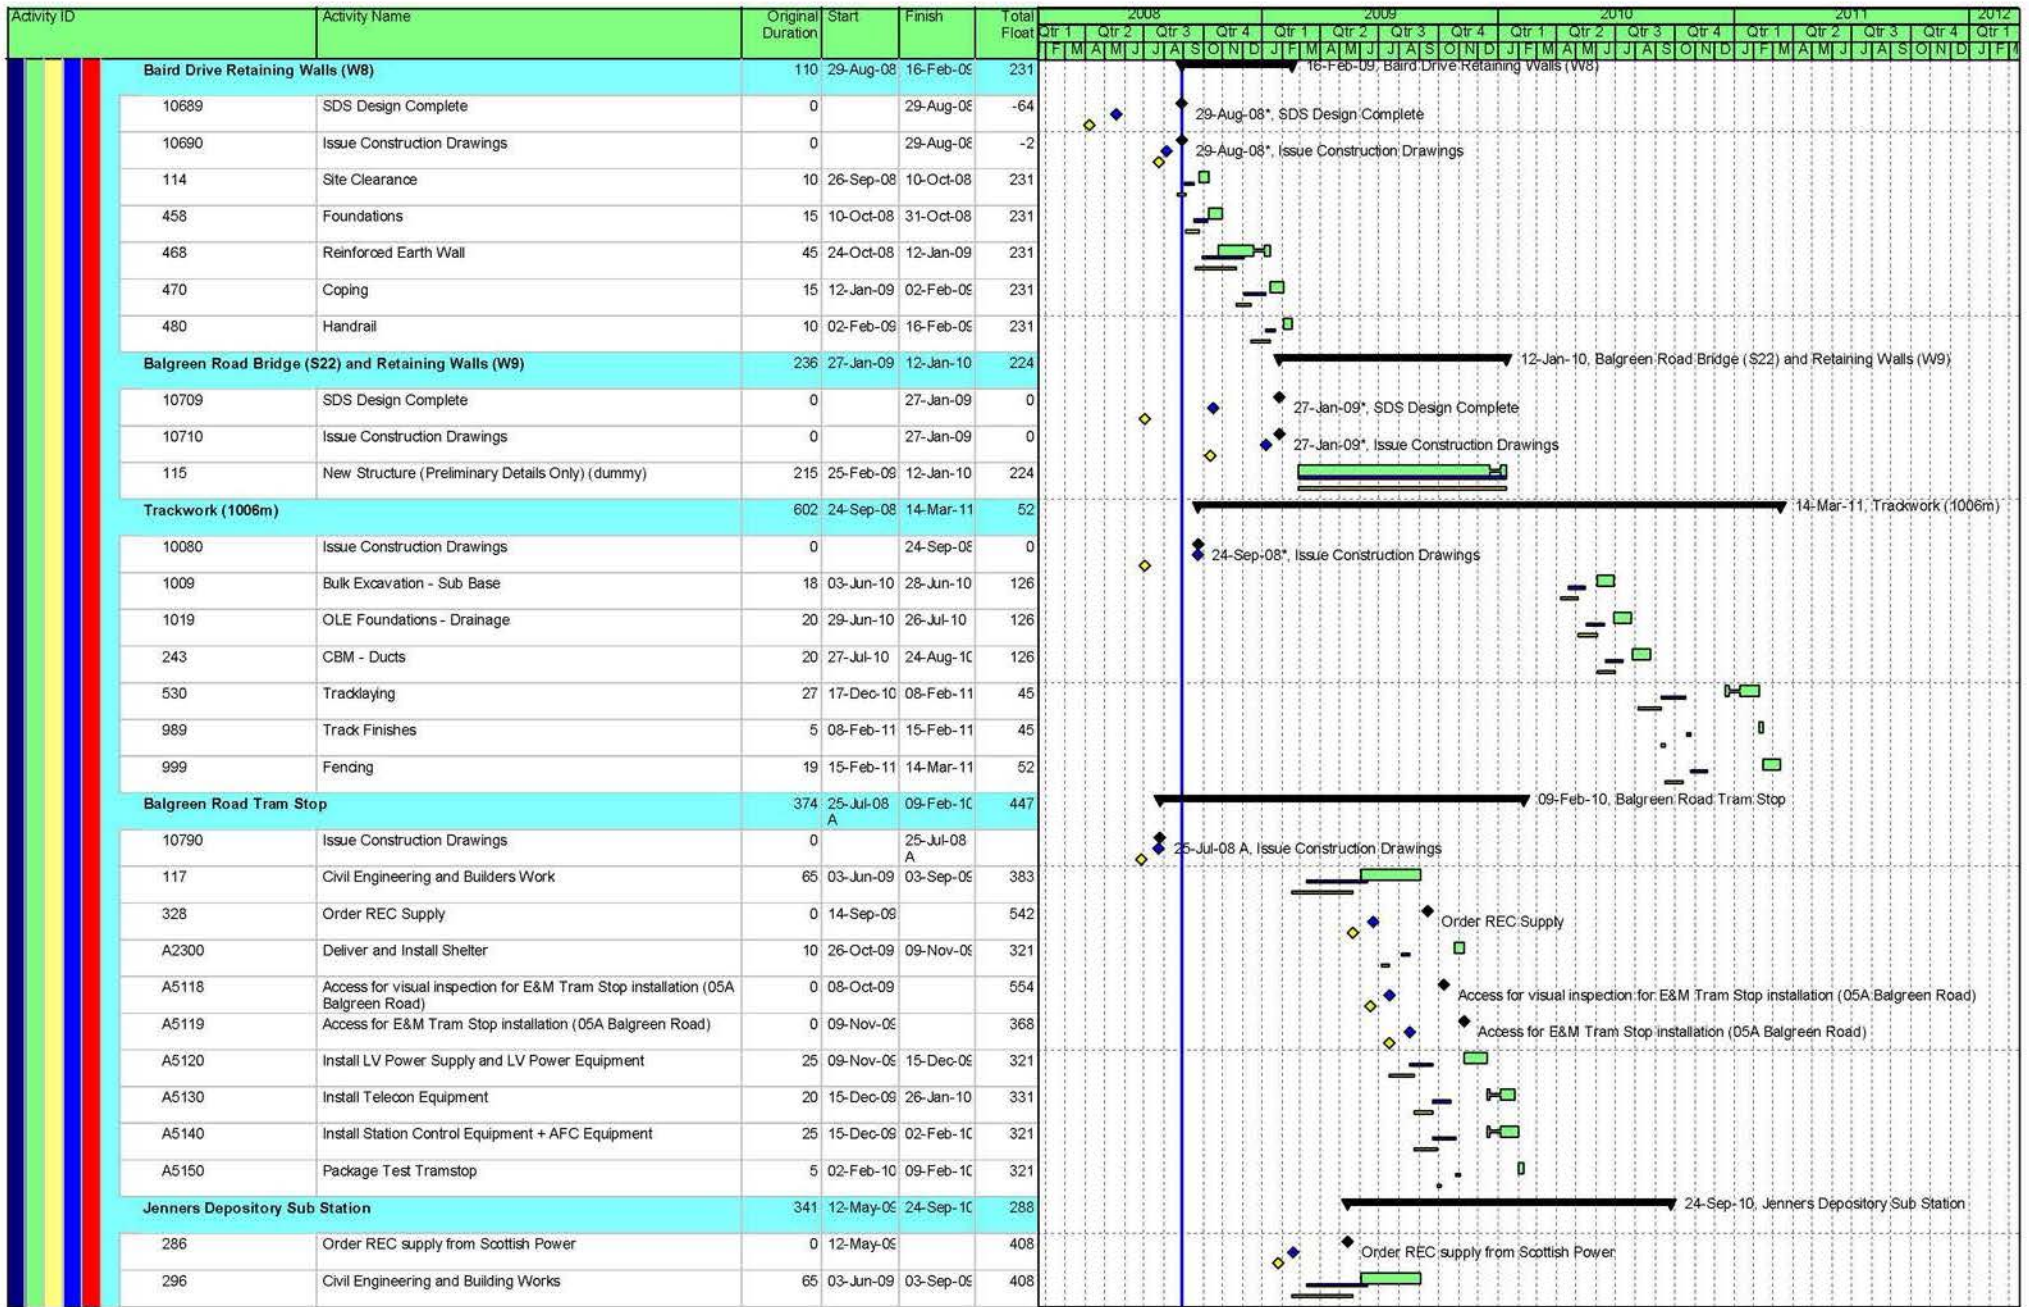 Activity ID Activity Name Original Duration Start Finish Total Float
2008 2009 2010 2011 2012
Qtr 1 Qtr 2 Qtr 3 Qtr 4 Qtr 1 Qtr 2 Qtr 3 Qtr 4 Qtr 1 Qtr 2 Qtr 3 Qtr 4 Qtr 1 Qtr 2 Qtr 3 Qtr 4 Qtr 1
F M A M J J A S O N D J F M A M J J A S O N D J F M A M J J A S O N D J F M A M J J A S O N D J F M
Baird Drive Retaining Walls (W8) 110 29-Aug-08 16-Feb-09 231 16-Feb-09, Baird Drive Retaining Walls (W8)
10689 SDS Design Complete 0 29-Aug-08 -64 29-Aug-08*, SDS Design Complete
10690 Issue Construction Drawings 0 29-Aug-08 -2 29-Aug-08*, Issue Construction Drawings
114 Site Clearance 10 26-Sep-08 10-Oct-08 231
458 Foundations 15 10-Oct-08 31-Oct-08 231
468 Reinforced Earth Wall 45 24-Oct-08 12-Jan-09 231
470 Coping 15 12-Jan-09 02-Feb-09 231
480 Handrail 10 02-Feb-09 16-Feb-09 231
Balgreen Road Bridge (S22) and Retaining Walls (W9) 236 27-Jan-09 12-Jan-10 224 12-Jan-10, Balgreen Road Bridge (S22) and Retaining Walls (W9)
10709 SDS Design Complete 0 27-Jan-09 0 27-Jan-09*, SDS Design Complete
10710 Issue Construction Drawings 0 27-Jan-09 0 27-Jan-09*, Issue Construction Drawings
115 New Structure (Preliminary Details Only) (dummy) 215 25-Feb-09 12-Jan-10 224
Trackwork (1006m) 602 24-Sep-08 14-Mar-11 52 14-Mar-11, Trackwork (1006m)
10080 Issue Construction Drawings 0 24-Sep-08 0 24-Sep-08*, Issue Construction Drawings
1009 Bulk Excavation - Sub Base 18 03-Jun-10 28-Jun-10 126
1019 OLE Foundations - Drainage 20 29-Jun-10 26-Jul-10 126
243 CBM - Ducts 20 27-Jul-10 24-Aug-10 126
530 Tracklaying 27 17-Dec-10 08-Feb-11 45
989 Track Finishes 5 08-Feb-11 15-Feb-11 45
999 Fencing 19 15-Feb-11 14-Mar-11 52
Balgreen Road Tram Stop 374 25-Jul-08 A 09-Feb-10 447 09-Feb-10, Balgreen Road Tram Stop
10790 Issue Construction Drawings 0 25-Jul-08 A 25-Jul-08 A, Issue Construction Drawings
117 Civil Engineering and Builders Work 65 03-Jun-09 03-Sep-09 383
328 Order REC Supply 0 14-Sep-09 542 Order REC Supply
A2300 Deliver and Install Shelter 10 26-Oct-09 09-Nov-09 321
A5118 Access for visual inspection for E&M Tram Stop installation (05A Balgreen Road) 0 08-Oct-09 554 Access for visual inspection for E&M Tram Stop installation (05A Balgreen Road)
A5119 Access for E&M Tram Stop installation (05A Balgreen Road) 0 09-Nov-09 368 Access for E&M Tram Stop installation (05A Balgreen Road)
A5120 Install LV Power Supply and LV Power Equipment 25 09-Nov-09 15-Dec-09 321
A5130 Install Telecon Equipment 20 15-Dec-09 26-Jan-10 331
A5140 Install Station Control Equipment + AFC Equipment 25 15-Dec-09 02-Feb-10 321
A5150 Package Test Tramstop 5 02-Feb-10 09-Feb-10 321
Jenners Depository Sub Station 341 12-May-09 24-Sep-10 288 24-Sep-10, Jenners Depository Sub Station
286 Order REC supply from Scottish Power 0 12-May-09 408 Order REC supply from Scottish Power
296 Civil Engineering and Building Works 65 03-Jun-09 03-Sep-09 408